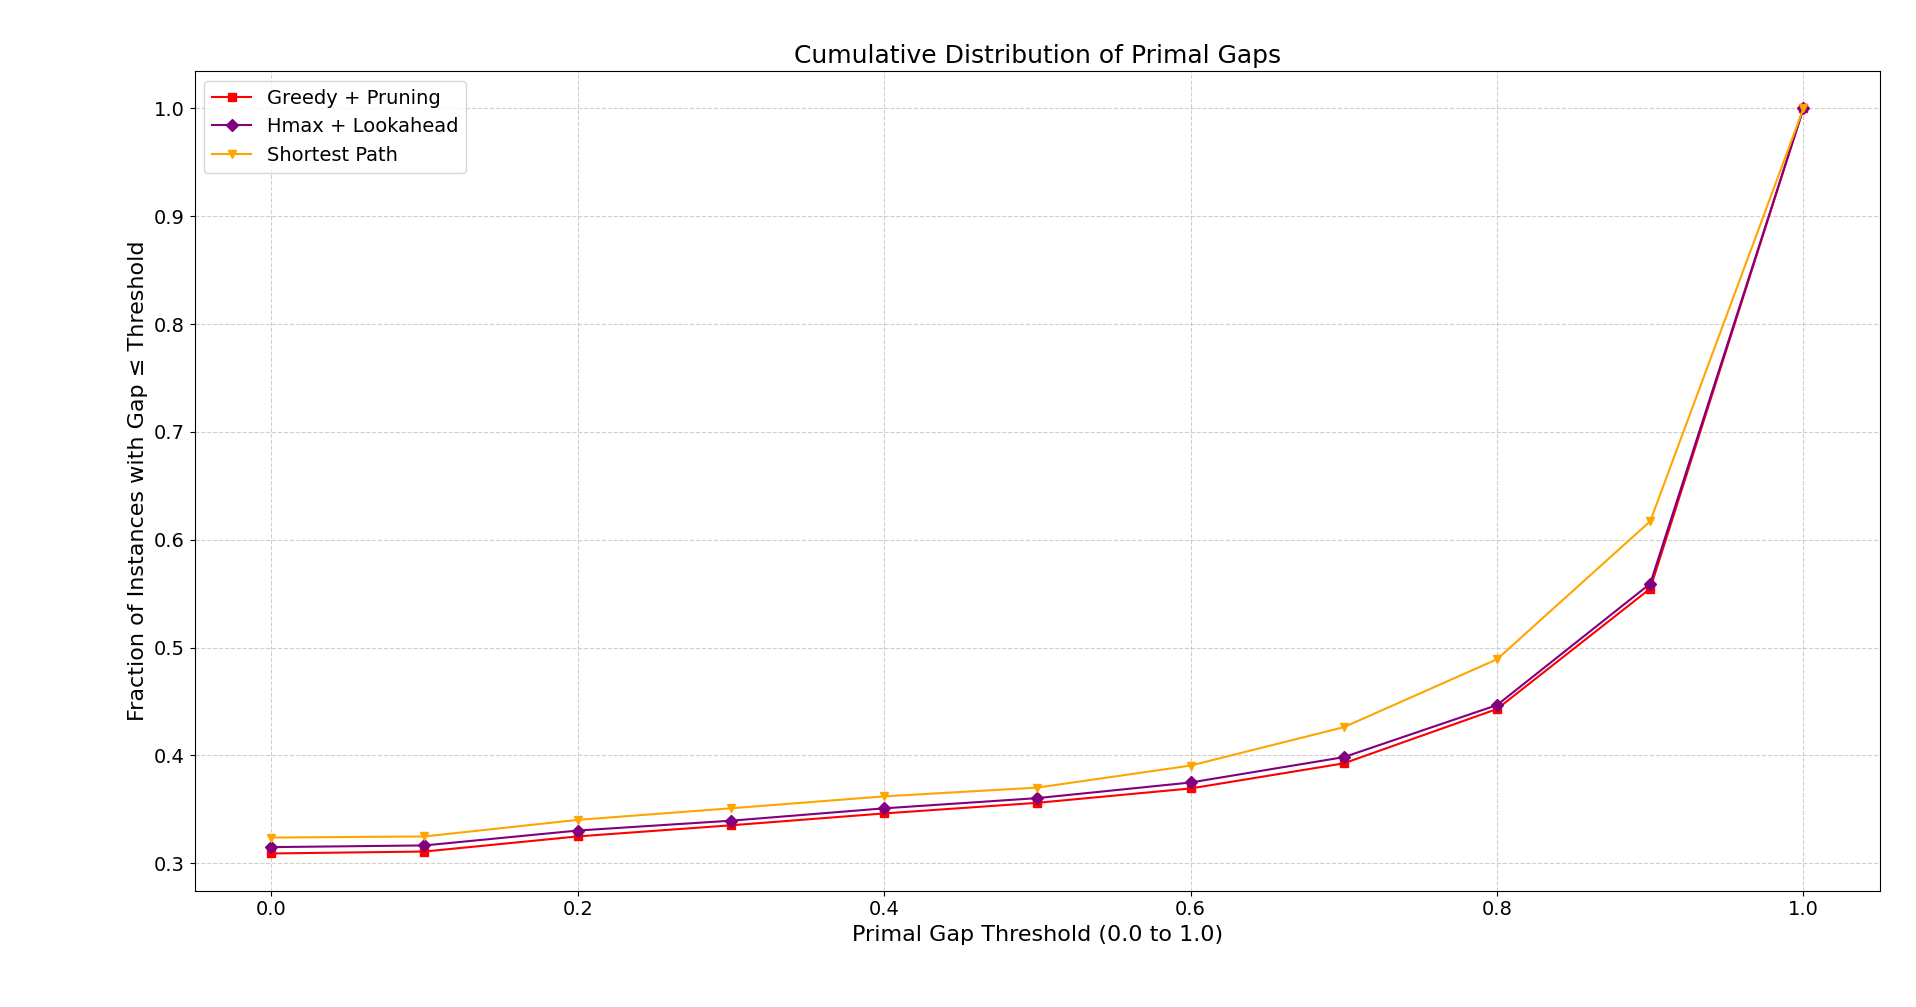 Cumulative Distribution of Primal Gaps
Greedy + Pruning
Hmax + Lookahead
Shortest Path
Fraction of Instances with Gap ≤ Threshold
1.0
0.9
0.8
0.7
0.6
0.5
0.4
0.3
0.0
0.2
0.4
0.6
0.8
1.0
Primal Gap Threshold (0.0 to 1.0)